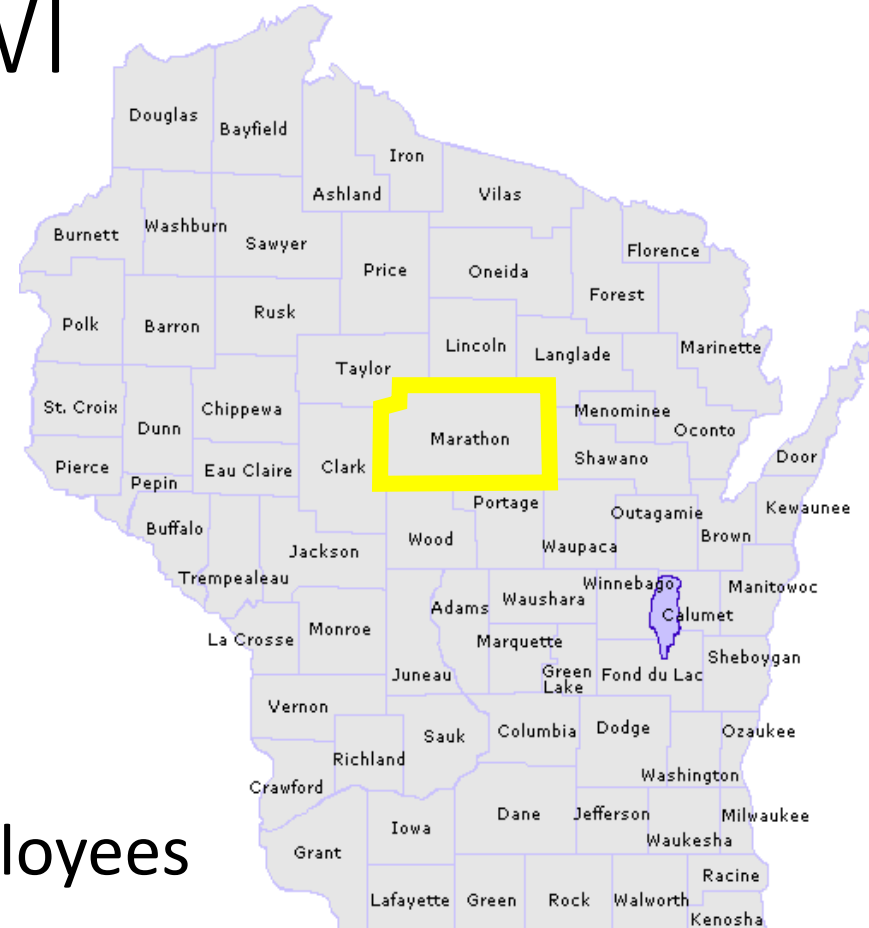 VI
Douglas
Bayfield
Iron
Ashland
Vilas
Washburn
Burnett
Sawyer
Florence
Price
Oneida
Forest
Rusk
Polk
Barron
Lincoln
Marinette
Langlade
Taylor
St. Croix
Chippewa
Menominee
Dunn
Oconto
Marathon
Door
Shawano
Pierce
Eau Claire
Clark
Pepin
Portage
Kewaunee
Outagamie
Buffalo
Brown
Wood
Waupaca
Jackson
Trempealeau
Winnebago
Manitowoc
Waushara
Adams
Calumet
Monroe
La Crosse
Marquette
Sheboygan
Juneau
Green
Lake
Fond du Lac
Vernon
Columbia
Dodge
Ozaukee
Sauk
Richland
Washington
Crawford
Dane
Jefferson
Milwaukee
Iowa
Waukesha
loyees
Grant
Racine
Lafayette
Green
Rock
Walworth
Kenosha